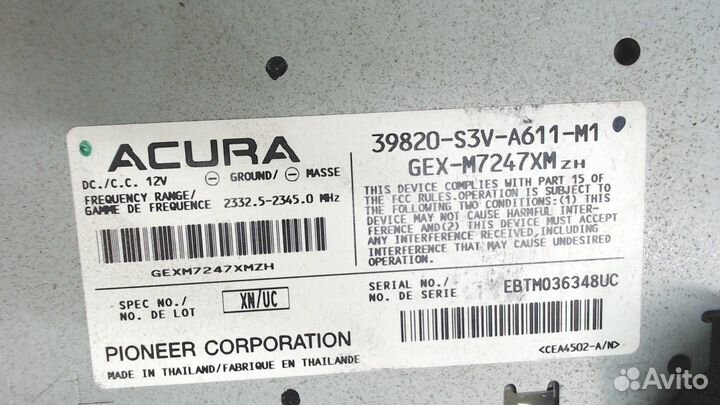 ACURA
39820-S3V-A611-M1
GEX-M7247XM ZH
DC./C.C. 12V ⊖ GROUND/⊖ MASSE
FREQUENCY RANGE/
GAMME DE FREQUENCE 2332.5-2345.0 MHz
THIS DEVICE COMPLIES WITH PART 15 OF
THE FCC RULES.OPERATION IS SUBJECT TO
THE FOLLOWING TWO CONDITIONS:(1) THIS
DEVICE MAY NOT CAUSE HARMFUL INTER-
FERENCE AND(2) THIS DEVICE MUST ACCEPT
ANY INTERFERENCE RECEIVED,INCLUDING
INTERFERENCE THAT MAY CAUSE UNDESIRED
OPERATION.
GEXM7247XMZH
SPEC NO./
NO. DE LOT
XN/UC
SERIAL NO./
NO. DE SERIE
EBTM036348UC
PIONEER CORPORATION
MADE IN THAILAND/FABRIQUE EN THAILANDE
<CEA4502-A/N>
Avito